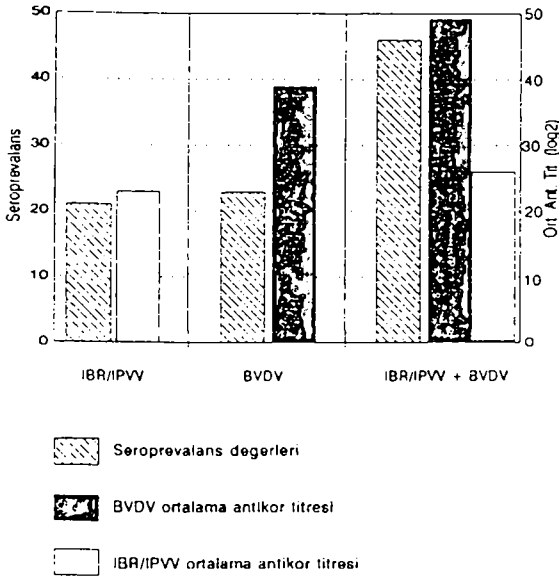 50
40
30
20
10
0
Seroprevalans
50
40
30
20
10
0
Ort Ant. Tit (log2)
IBR/IPVV
BVDV
IBR/IPVV + BVDV
Seroprevalans degerleri
BVDV ortalama antikor titresi
IBR/IPVV ortalama antikor titresi